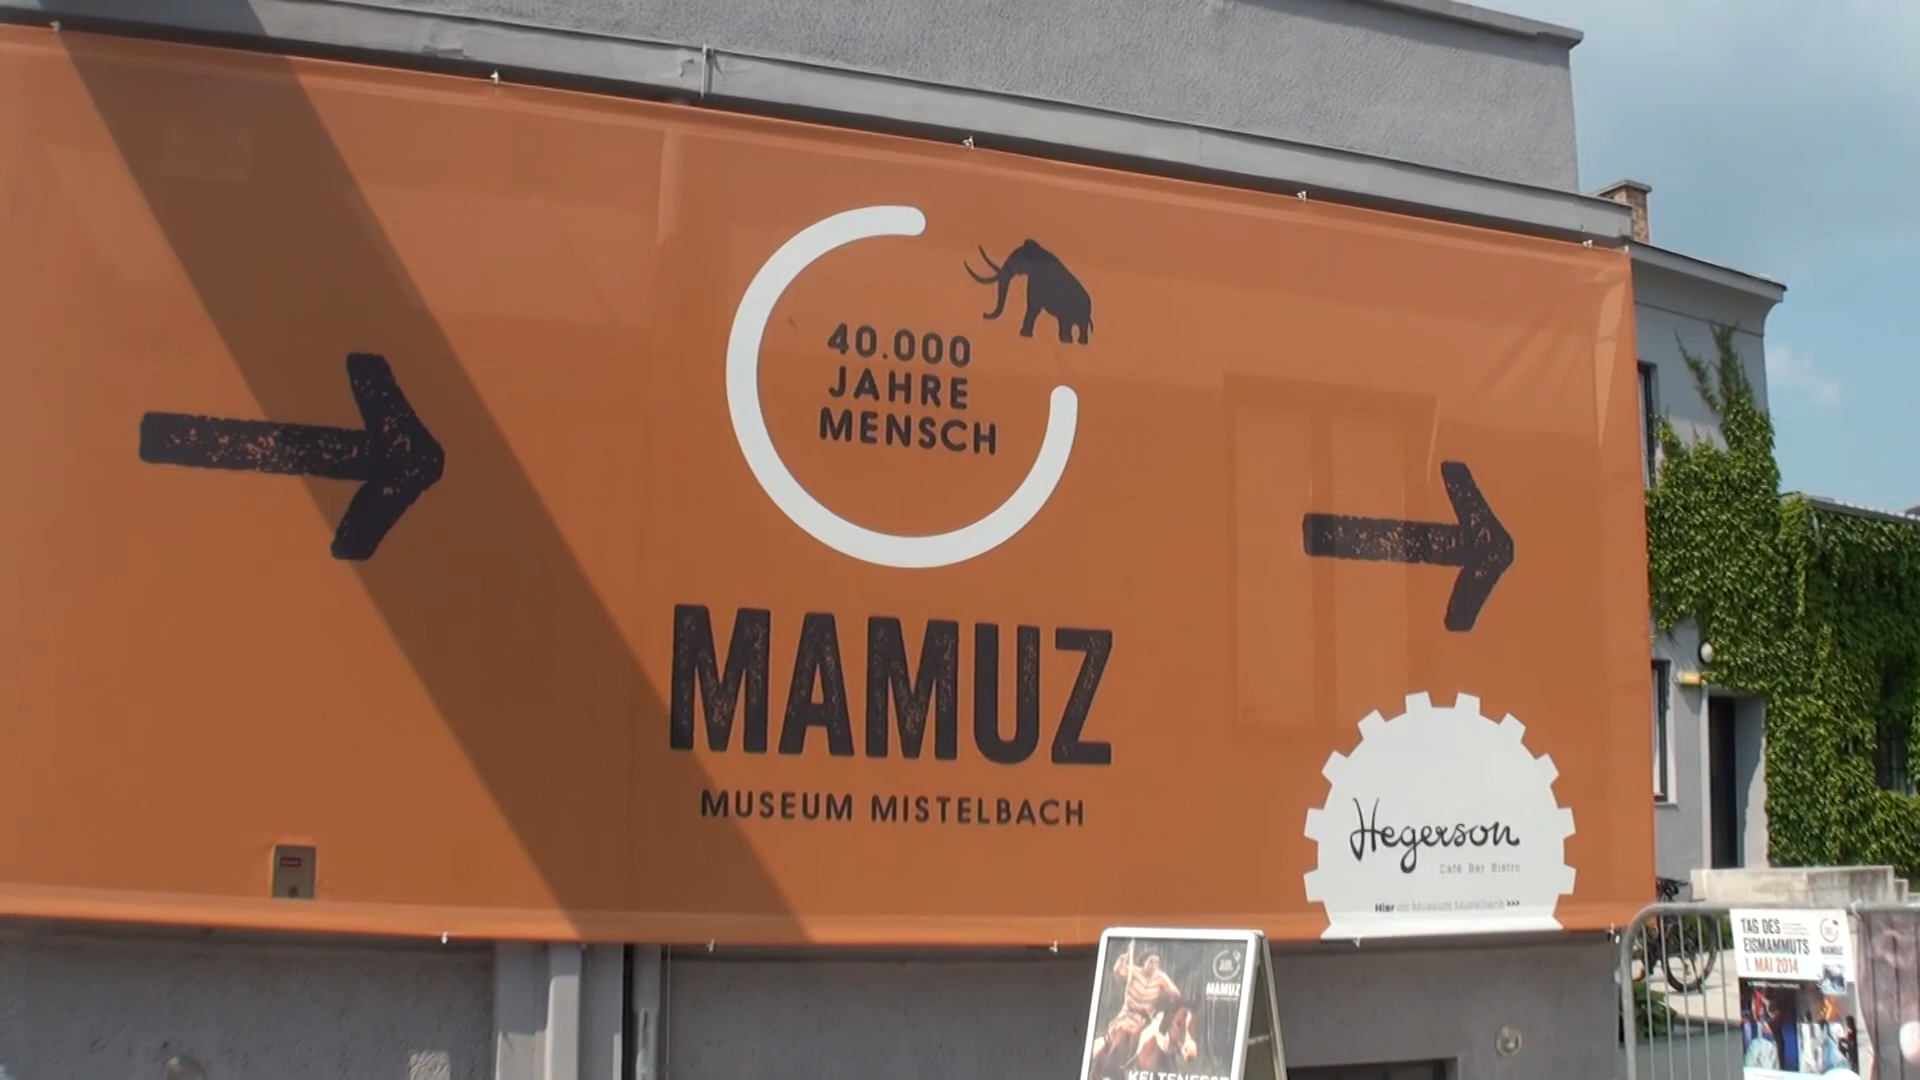 40.000
JAHRE
MENSCH
MAMUZ
MUSEUM MISTELBACH
Hegerson
Café Bar Bistro
Hier im Museum Mistelbach >>>
MAMUZ
TAG DES
EISMAMMUTS
1. MAI 2014
MAMUZ